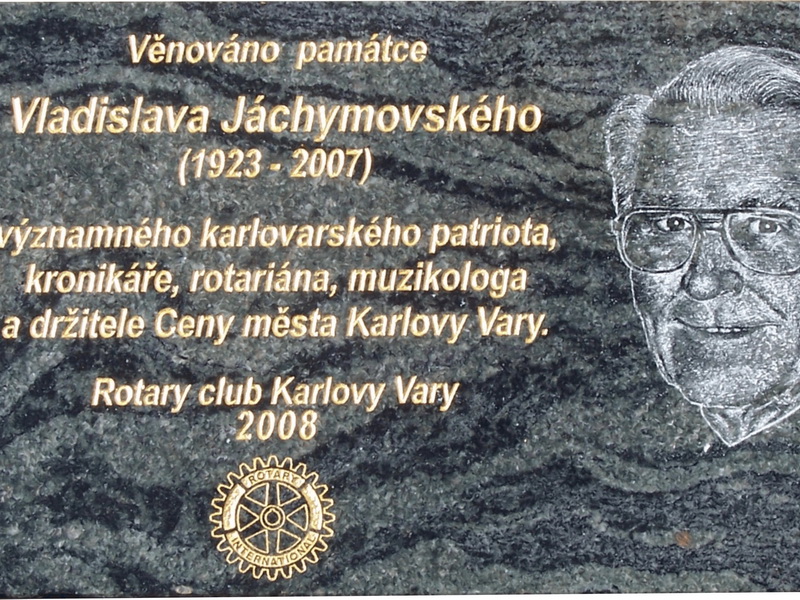 Věnováno památce
Vladislava Jáchymovského
(1923 - 2007)
významného karlovarského patriota,
kronikáře, rotariána, muzikologa
a držitele Ceny města Karlovy Vary.
Rotary club Karlovy Vary
2008
ROTARY
INTERNATIONAL